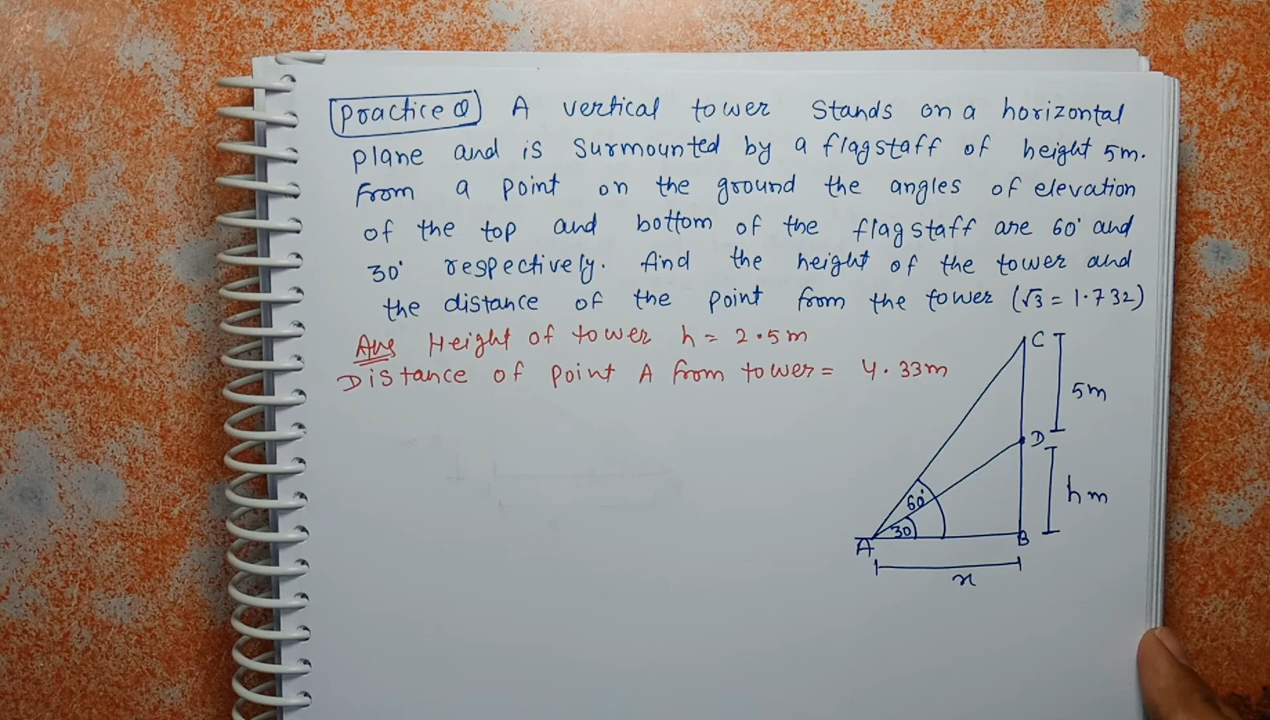 Practice Q A vertical tower Stands on a horizontal
plane and is Surmounted by a flagstaff of height 5m.
From a point on the ground the angles of elevation
of the top and bottom of the flagstaff are 60° and
30° respectively. Find the height of the tower and
the distance of the point from the tower (√3 = 1.732)
Ans Height of tower h = 2.5m
Distance of point A from tower = 4.33m
C
5m
D
60°
hm
30
A
B
x